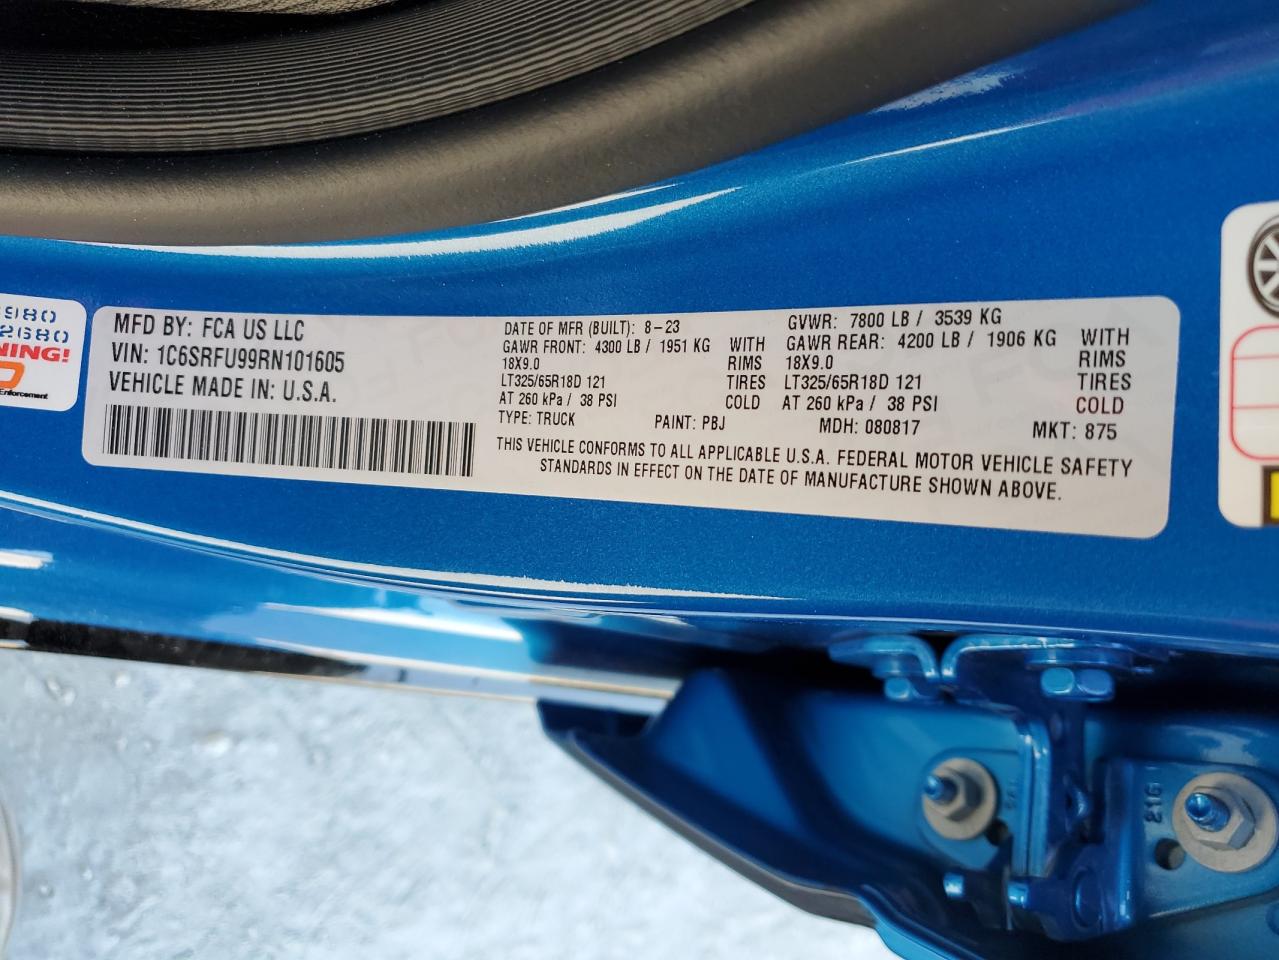 980
2680
NING!
Enforcement
MFD BY: FCA US LLC
VIN: 1C6SRFU99RN101605
VEHICLE MADE IN: U.S.A.
DATE OF MFR (BUILT): 8-23 GVWR: 7800 LB / 3539 KG
GAWR FRONT: 4300 LB / 1951 KG WITH GAWR REAR: 4200 LB / 1906 KG WITH
18X9.0 RIMS 18X9.0 RIMS
LT325/65R18D 121 TIRES LT325/65R18D 121 TIRES
AT 260 kPa / 38 PSI COLD AT 260 kPa / 38 PSI COLD
TYPE: TRUCK PAINT: PBJ MDH: 080817 MKT: 875
THIS VEHICLE CONFORMS TO ALL APPLICABLE U.S.A. FEDERAL MOTOR VEHICLE SAFETY
STANDARDS IN EFFECT ON THE DATE OF MANUFACTURE SHOWN ABOVE.